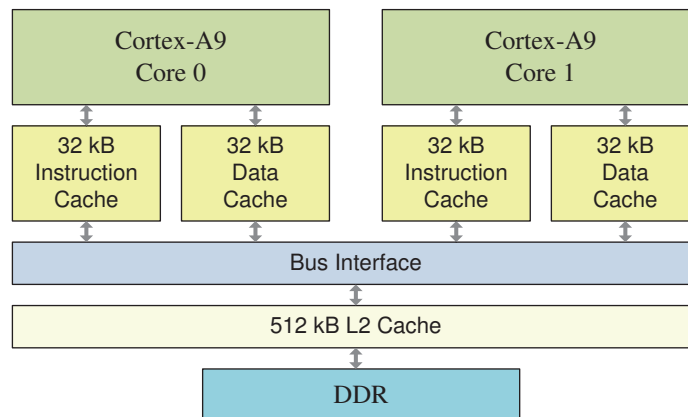 Cortex-A9
Core 0
Cortex-A9
Core 1
32 kB
Instruction
Cache
32 kB
Data
Cache
32 kB
Instruction
Cache
32 kB
Data
Cache
Bus Interface
512 kB L2 Cache
DDR